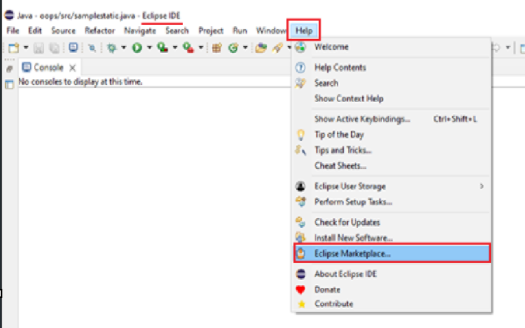 Java - oops/src/samplestatic.java - Eclipse IDE
File Edit Source Refactor Navigate Search Project Run Window Help
Console
No consoles to display at this time.
Welcome
Help Contents
Search
Show Context Help
Show Active Keybindings... Ctrl+Shift+L
Tip of the Day
Tips and Tricks...
Cheat Sheets...
Eclipse User Storage
Perform Setup Tasks...
Check for Updates
Install New Software...
Eclipse Marketplace...
About Eclipse IDE
Donate
Contribute